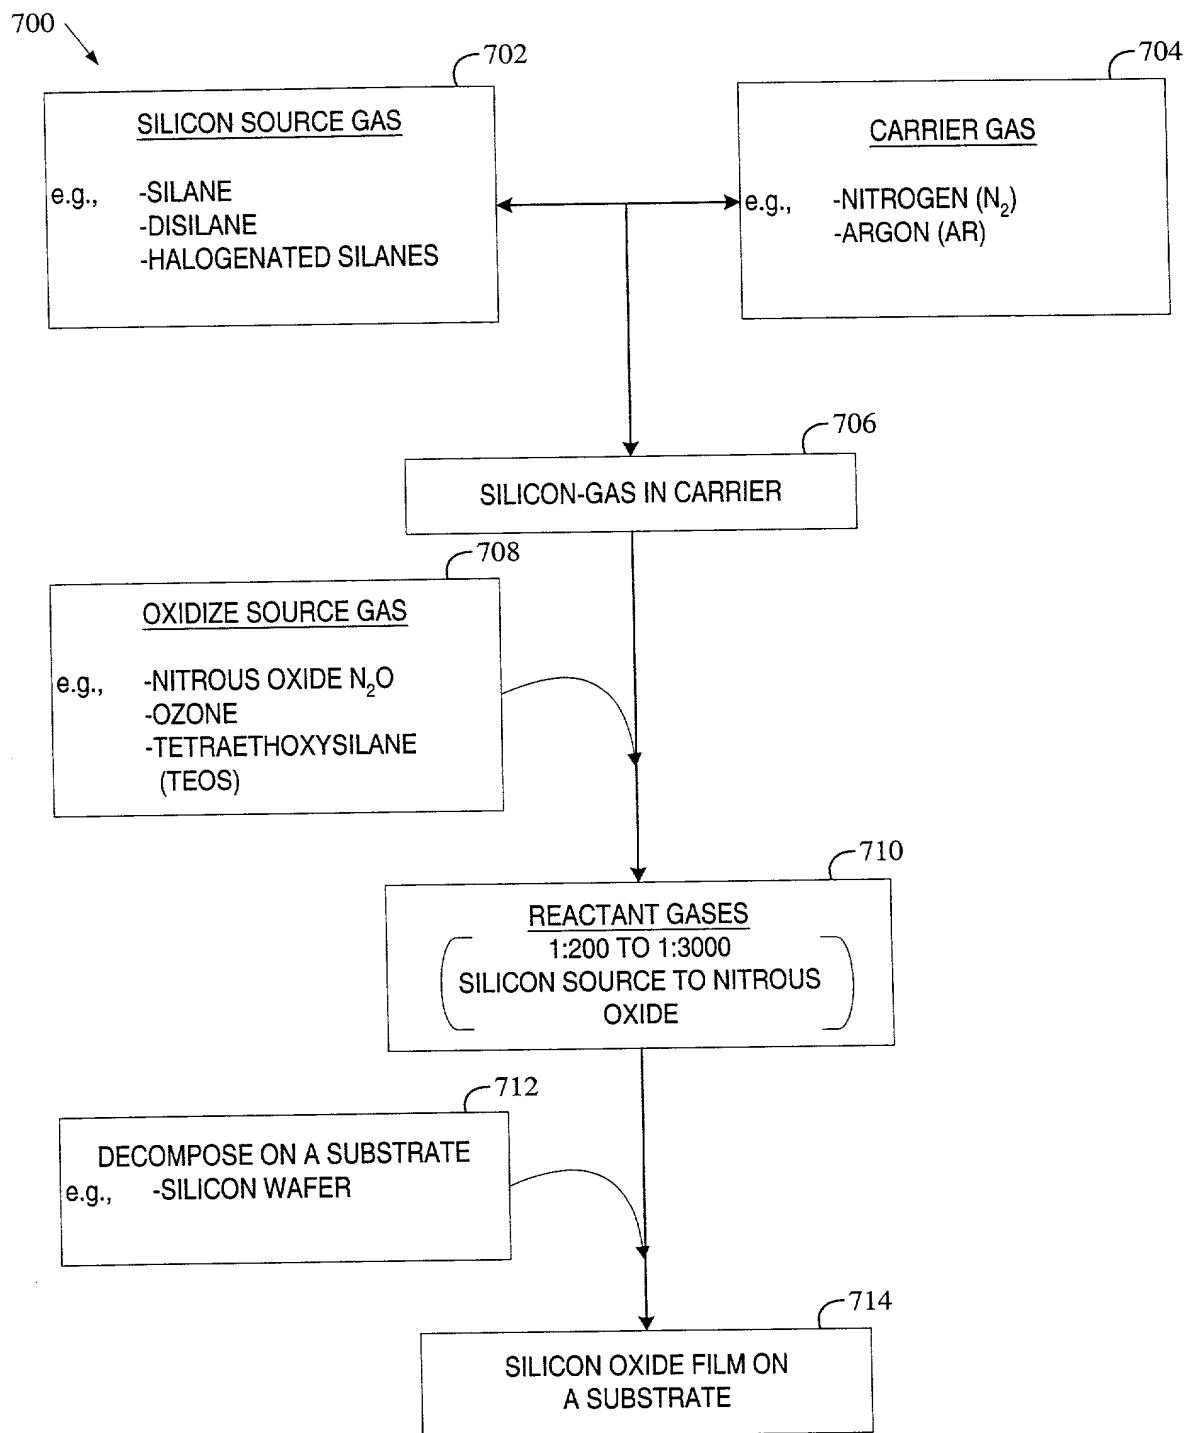 700
702
SILICON SOURCE GAS
e.g., -SILANE
-DISILANE
-HALOGENATED SILANES
704
CARRIER GAS
e.g., -NITROGEN (N₂)
-ARGON (AR)
706
SILICON-GAS IN CARRIER
708
OXIDIZE SOURCE GAS
e.g., -NITROUS OXIDE N₂O
-OZONE
-TETRAETHOXYSILANE
(TEOS)
710
REACTANT GASES
1:200 TO 1:3000
SILICON SOURCE TO NITROUS
OXIDE
712
DECOMPOSE ON A SUBSTRATE
e.g., -SILICON WAFER
714
SILICON OXIDE FILM ON
A SUBSTRATE